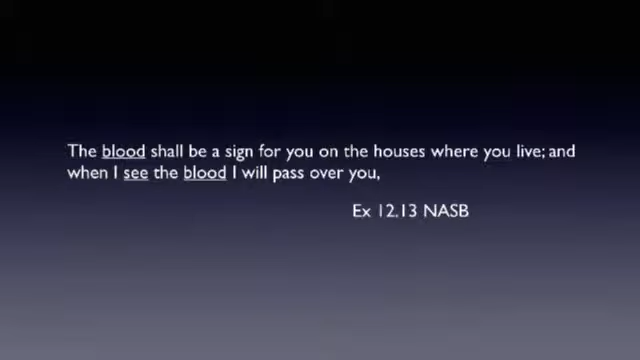 The blood shall be a sign for you on the houses where you live; and
when I see the blood I will pass over you,
Ex 12.13 NASB